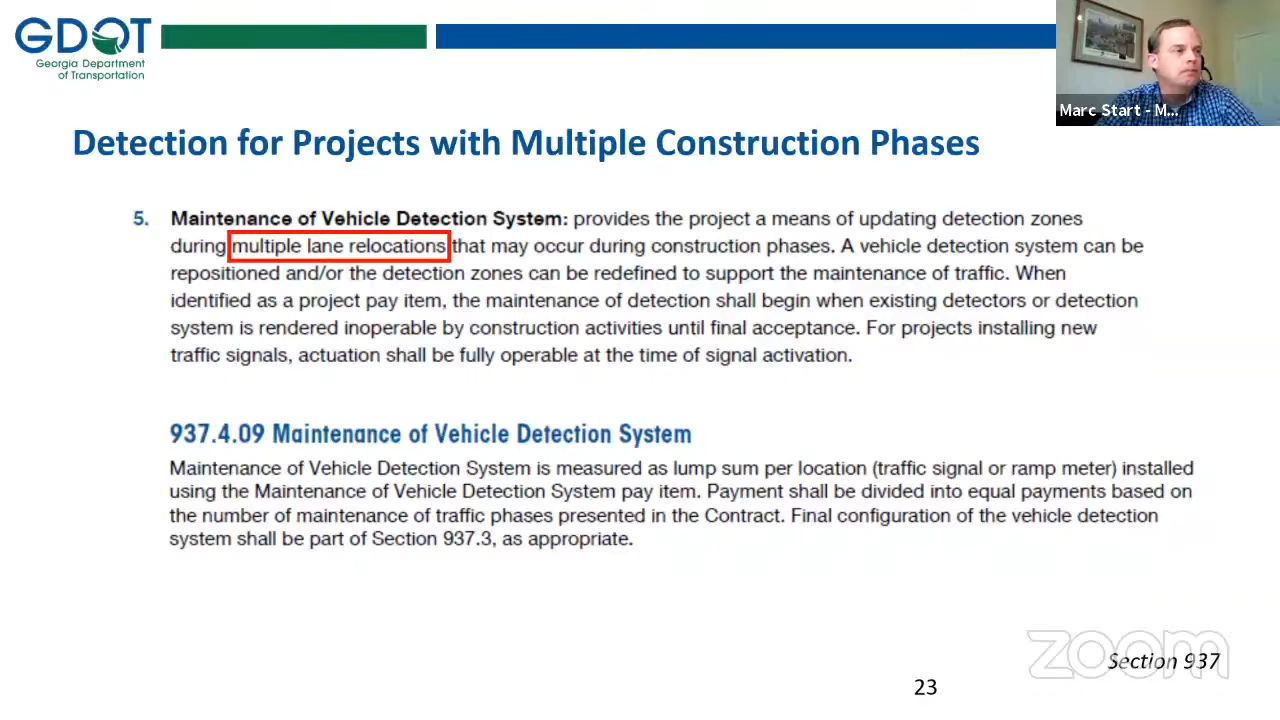 GDOT
Georgia Department
of Transportation
Marc Start - M...
Detection for Projects with Multiple Construction Phases
5. Maintenance of Vehicle Detection System: provides the project a means of updating detection zones
during multiple lane relocations that may occur during construction phases. A vehicle detection system can be
repositioned and/or the detection zones can be redefined to support the maintenance of traffic. When
identified as a project pay item, the maintenance of detection shall begin when existing detectors or detection
system is rendered inoperable by construction activities until final acceptance. For projects installing new
traffic signals, actuation shall be fully operable at the time of signal activation.
937.4.09 Maintenance of Vehicle Detection System
Maintenance of Vehicle Detection System is measured as lump sum per location (traffic signal or ramp meter) installed
using the Maintenance of Vehicle Detection System pay item. Payment shall be divided into equal payments based on
the number of maintenance of traffic phases presented in the Contract. Final configuration of the vehicle detection
system shall be part of Section 937.3, as appropriate.
zoom
Section 937
23